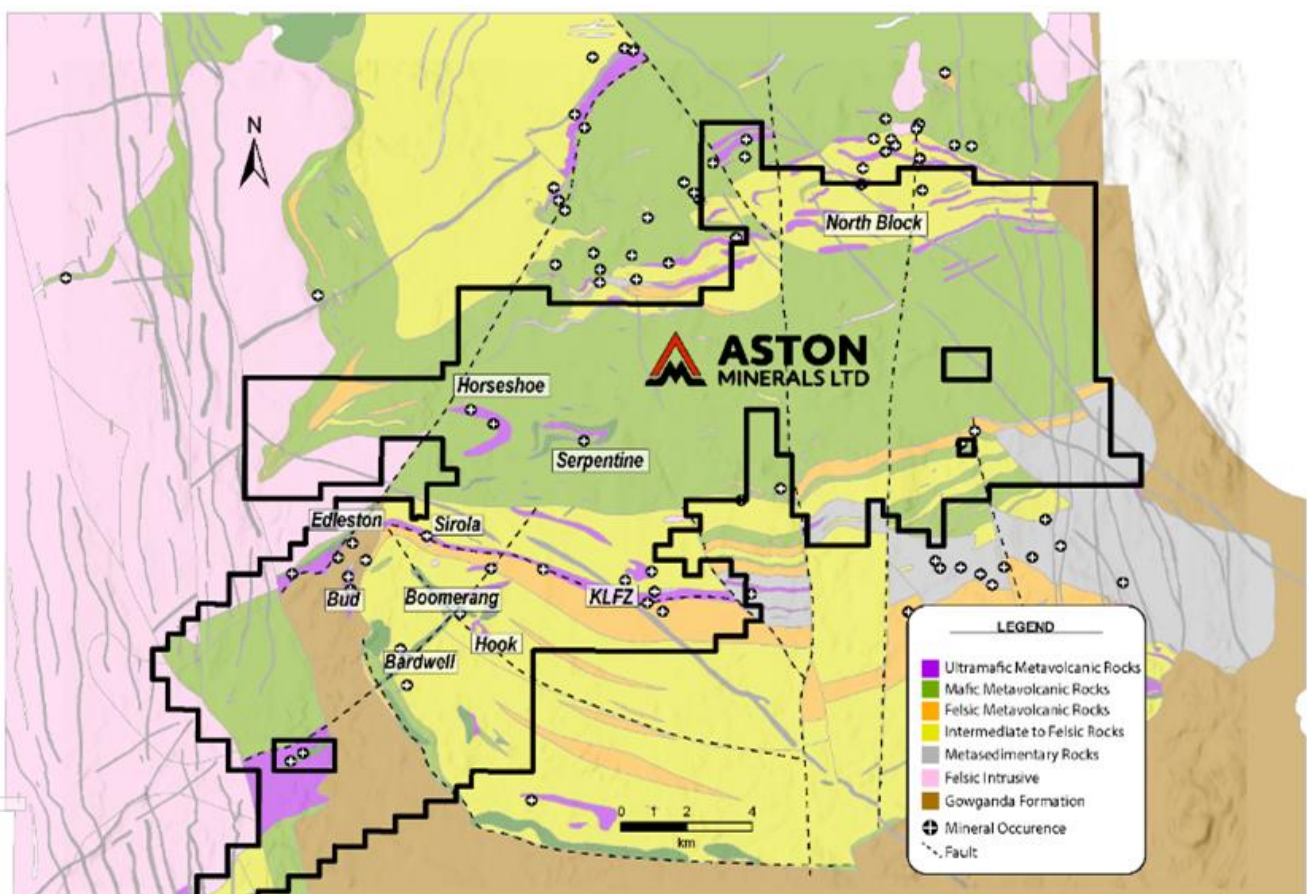 N
North Block
ASTON
MINERALS LTD
Horseshoe
Serpentine
Edleston
Sirola
Bud
Boomerang
KLFZ
Hook
Bardwell
0 1 2 4
km
LEGEND
Ultramafic Metavolcanic Rocks
Mafic Metavolcanic Rocks
Felsic Metavolcanic Rocks
Intermediate to Felsic Rocks
Metasedimentary Rocks
Felsic Intrusive
Gowganda Formation
Mineral Occurence
Fault